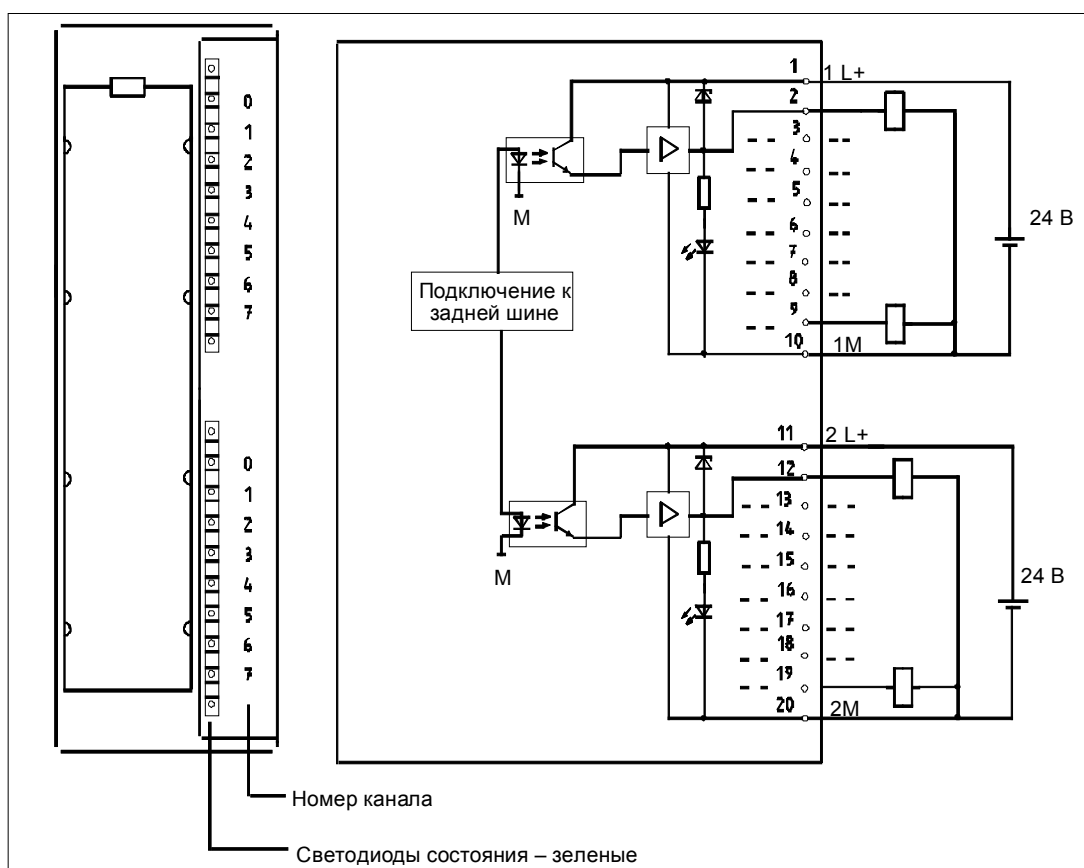 0
1
2
3
4
5
6
7
0
1
2
3
4
5
6
7
1 1 L+
2
3
4
5
6
7
8
9
10 1M
24 В
M
Подключение к
задней шине
11 2 L+
12
13
14
15
16
17
18
19
20 2M
24 В
M
Номер канала
Светодиоды состояния – зеленые